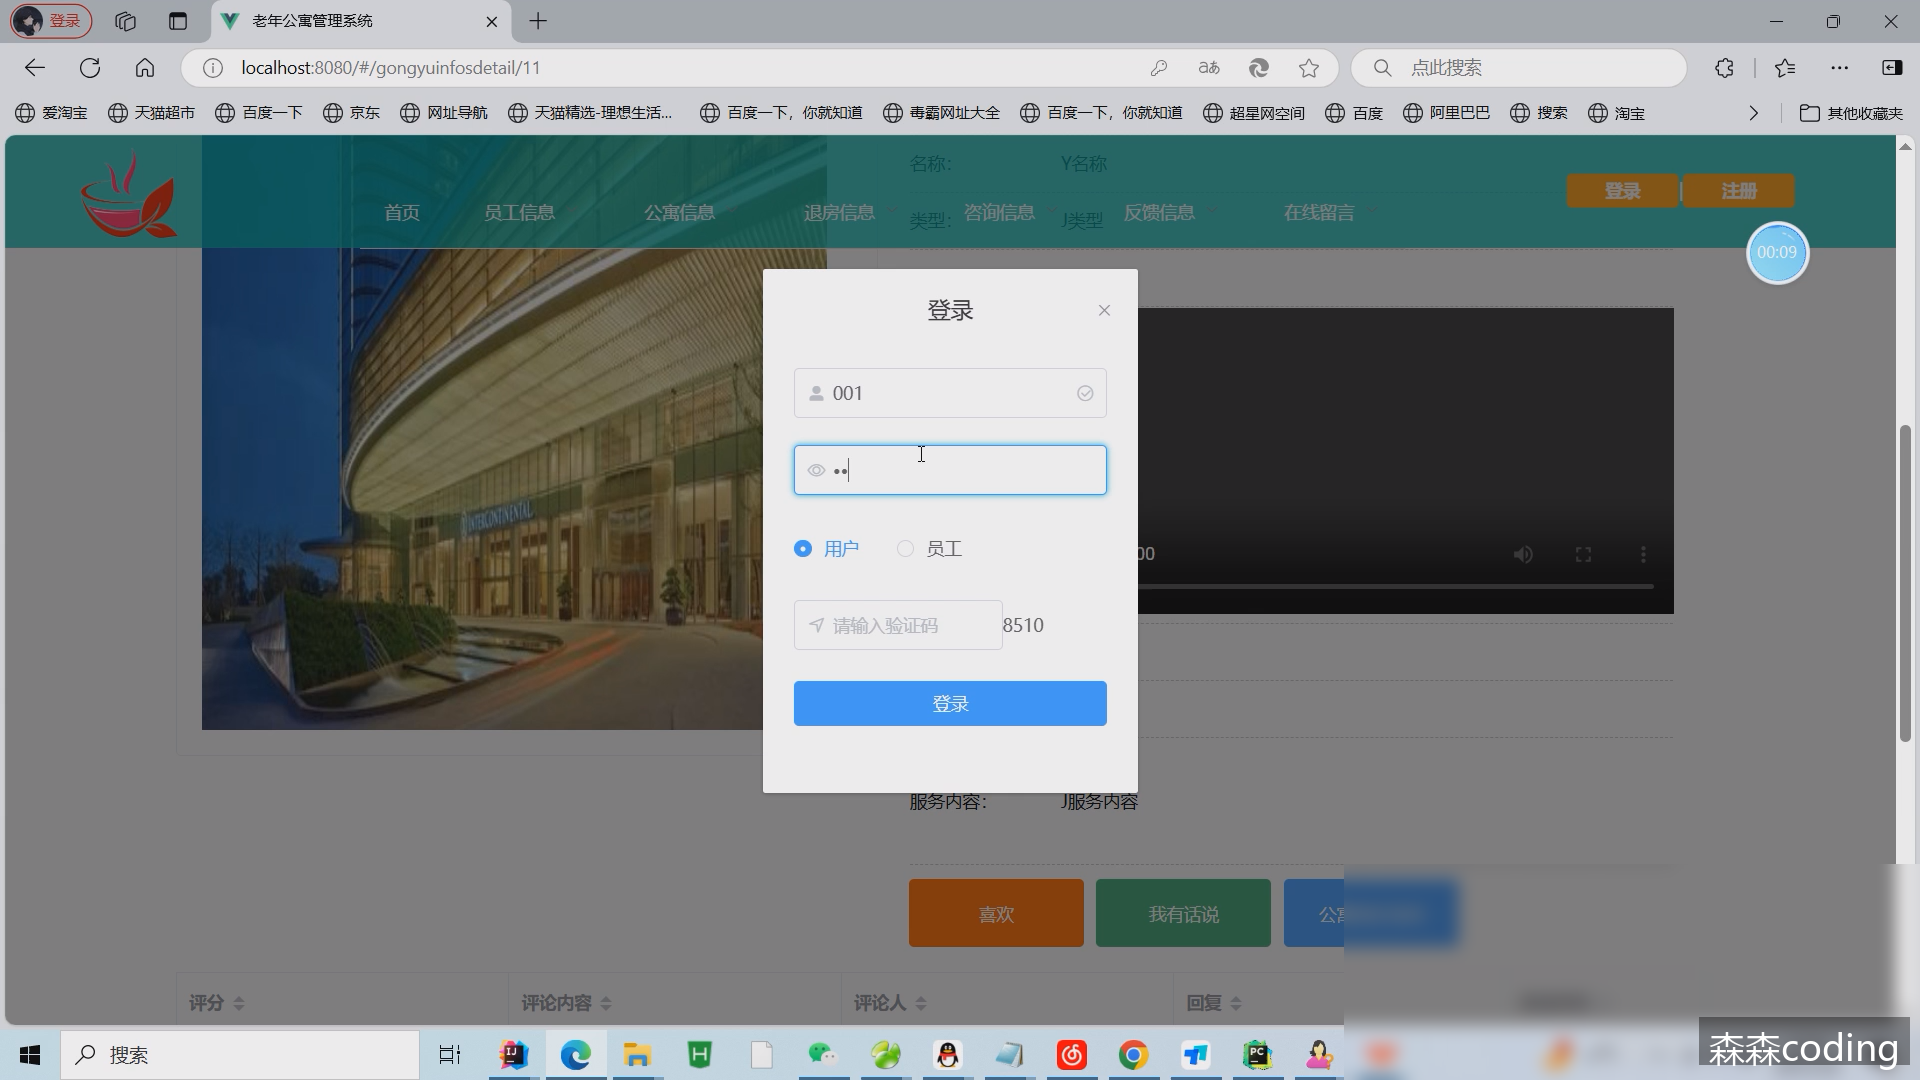 登录
老年公寓管理系统
localhost:8080/#/gongyuinfosdetail/11
aあ
点此搜索
爱淘宝
天猫超市
百度一下
京东
网址导航
天猫精选-理想生活...
百度一下，你就知道
毒霸网址大全
百度一下，你就知道
超星网空间
百度
阿里巴巴
搜索
淘宝
其他收藏夹
名称：
Y名称
登录
注册
首页
员工信息
公寓信息
退房信息
咨询信息
反馈信息
在线留言
类型：
J类型
00:09
登录
001
INTERCONTINENTAL
用户
员工
请输入验证码
8510
登录
服务内容：
J服务内容
喜欢
我有话说
评分
评论内容
评论人
回复
搜索
森森coding